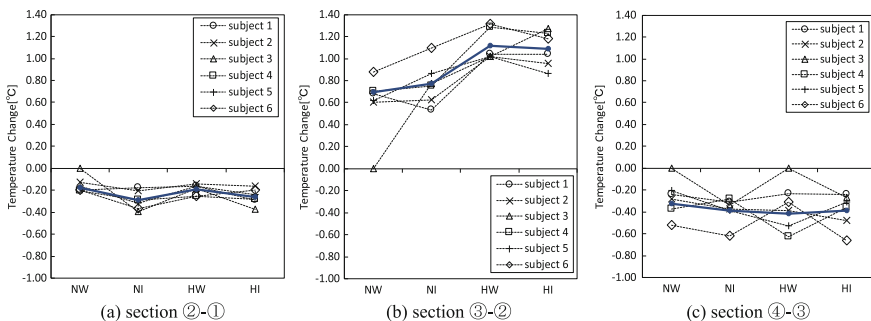 Temperature Change[℃]
1.40
1.20
1.00
0.80
0.60
0.40
0.20
0.00
-0.20
-0.40
-0.60
-0.80
-1.00
subject 1
subject 2
subject 3
subject 4
subject 5
subject 6
NW NI HW HI
(a) section ②-①
Temperature Change[℃]
1.40
1.20
1.00
0.80
0.60
0.40
0.20
0.00
-0.20
-0.40
-0.60
-0.80
-1.00
subject 1
subject 2
subject 3
subject 4
subject 5
subject 6
NW NI HW HI
(b) section ③-②
Temperature Change[℃]
1.40
1.20
1.00
0.80
0.60
0.40
0.20
0.00
-0.20
-0.40
-0.60
-0.80
-1.00
subject 1
subject 2
subject 3
subject 4
subject 5
subject 6
NW NI HW HI
(c) section ④-③